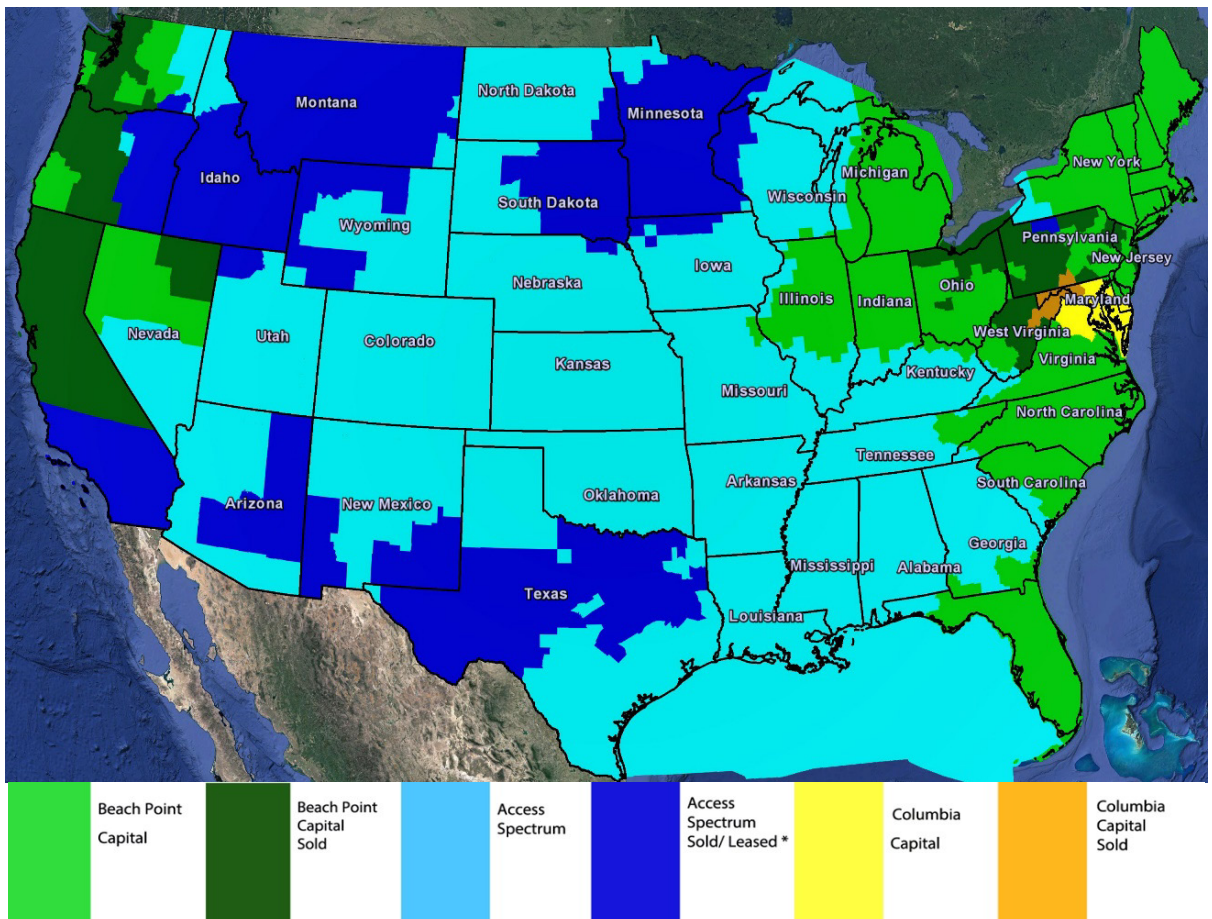 Montana
North Dakota
Minnesota
Idaho
South Dakota
Wisconsin
Michigan
New York
Wyoming
Nebraska
Iowa
Pennsylvania
New Jersey
Ohio
Illinois
Indiana
Maryland
Nevada
Utah
Colorado
Kansas
Missouri
West Virginia
Virginia
Kentucky
North Carolina
Tennessee
Arizona
New Mexico
Oklahoma
Arkansas
South Carolina
Georgia
Texas
Mississippi
Alabama
Louisiana
Beach Point
Capital
Beach Point
Capital
Sold
Access
Spectrum
Access
Spectrum
Sold/ Leased *
Columbia
Capital
Columbia
Capital
Sold